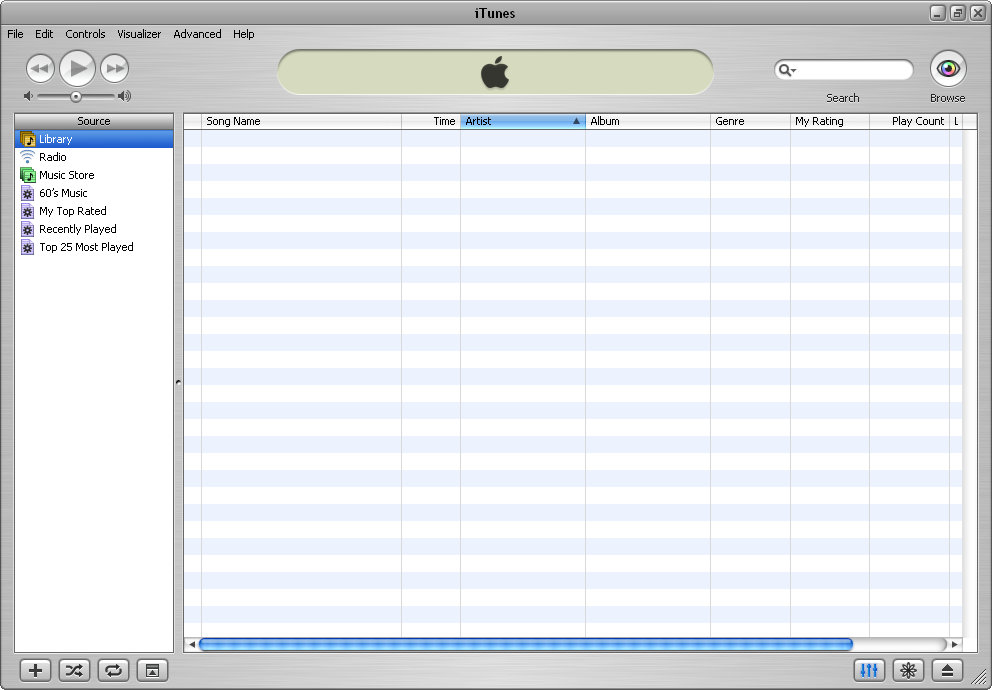 iTunes
File Edit Controls Visualizer Advanced Help
Search
Browse
Source
Library
Radio
Music Store
60's Music
My Top Rated
Recently Played
Top 25 Most Played
Song Name Time Artist Album Genre My Rating Play Count L